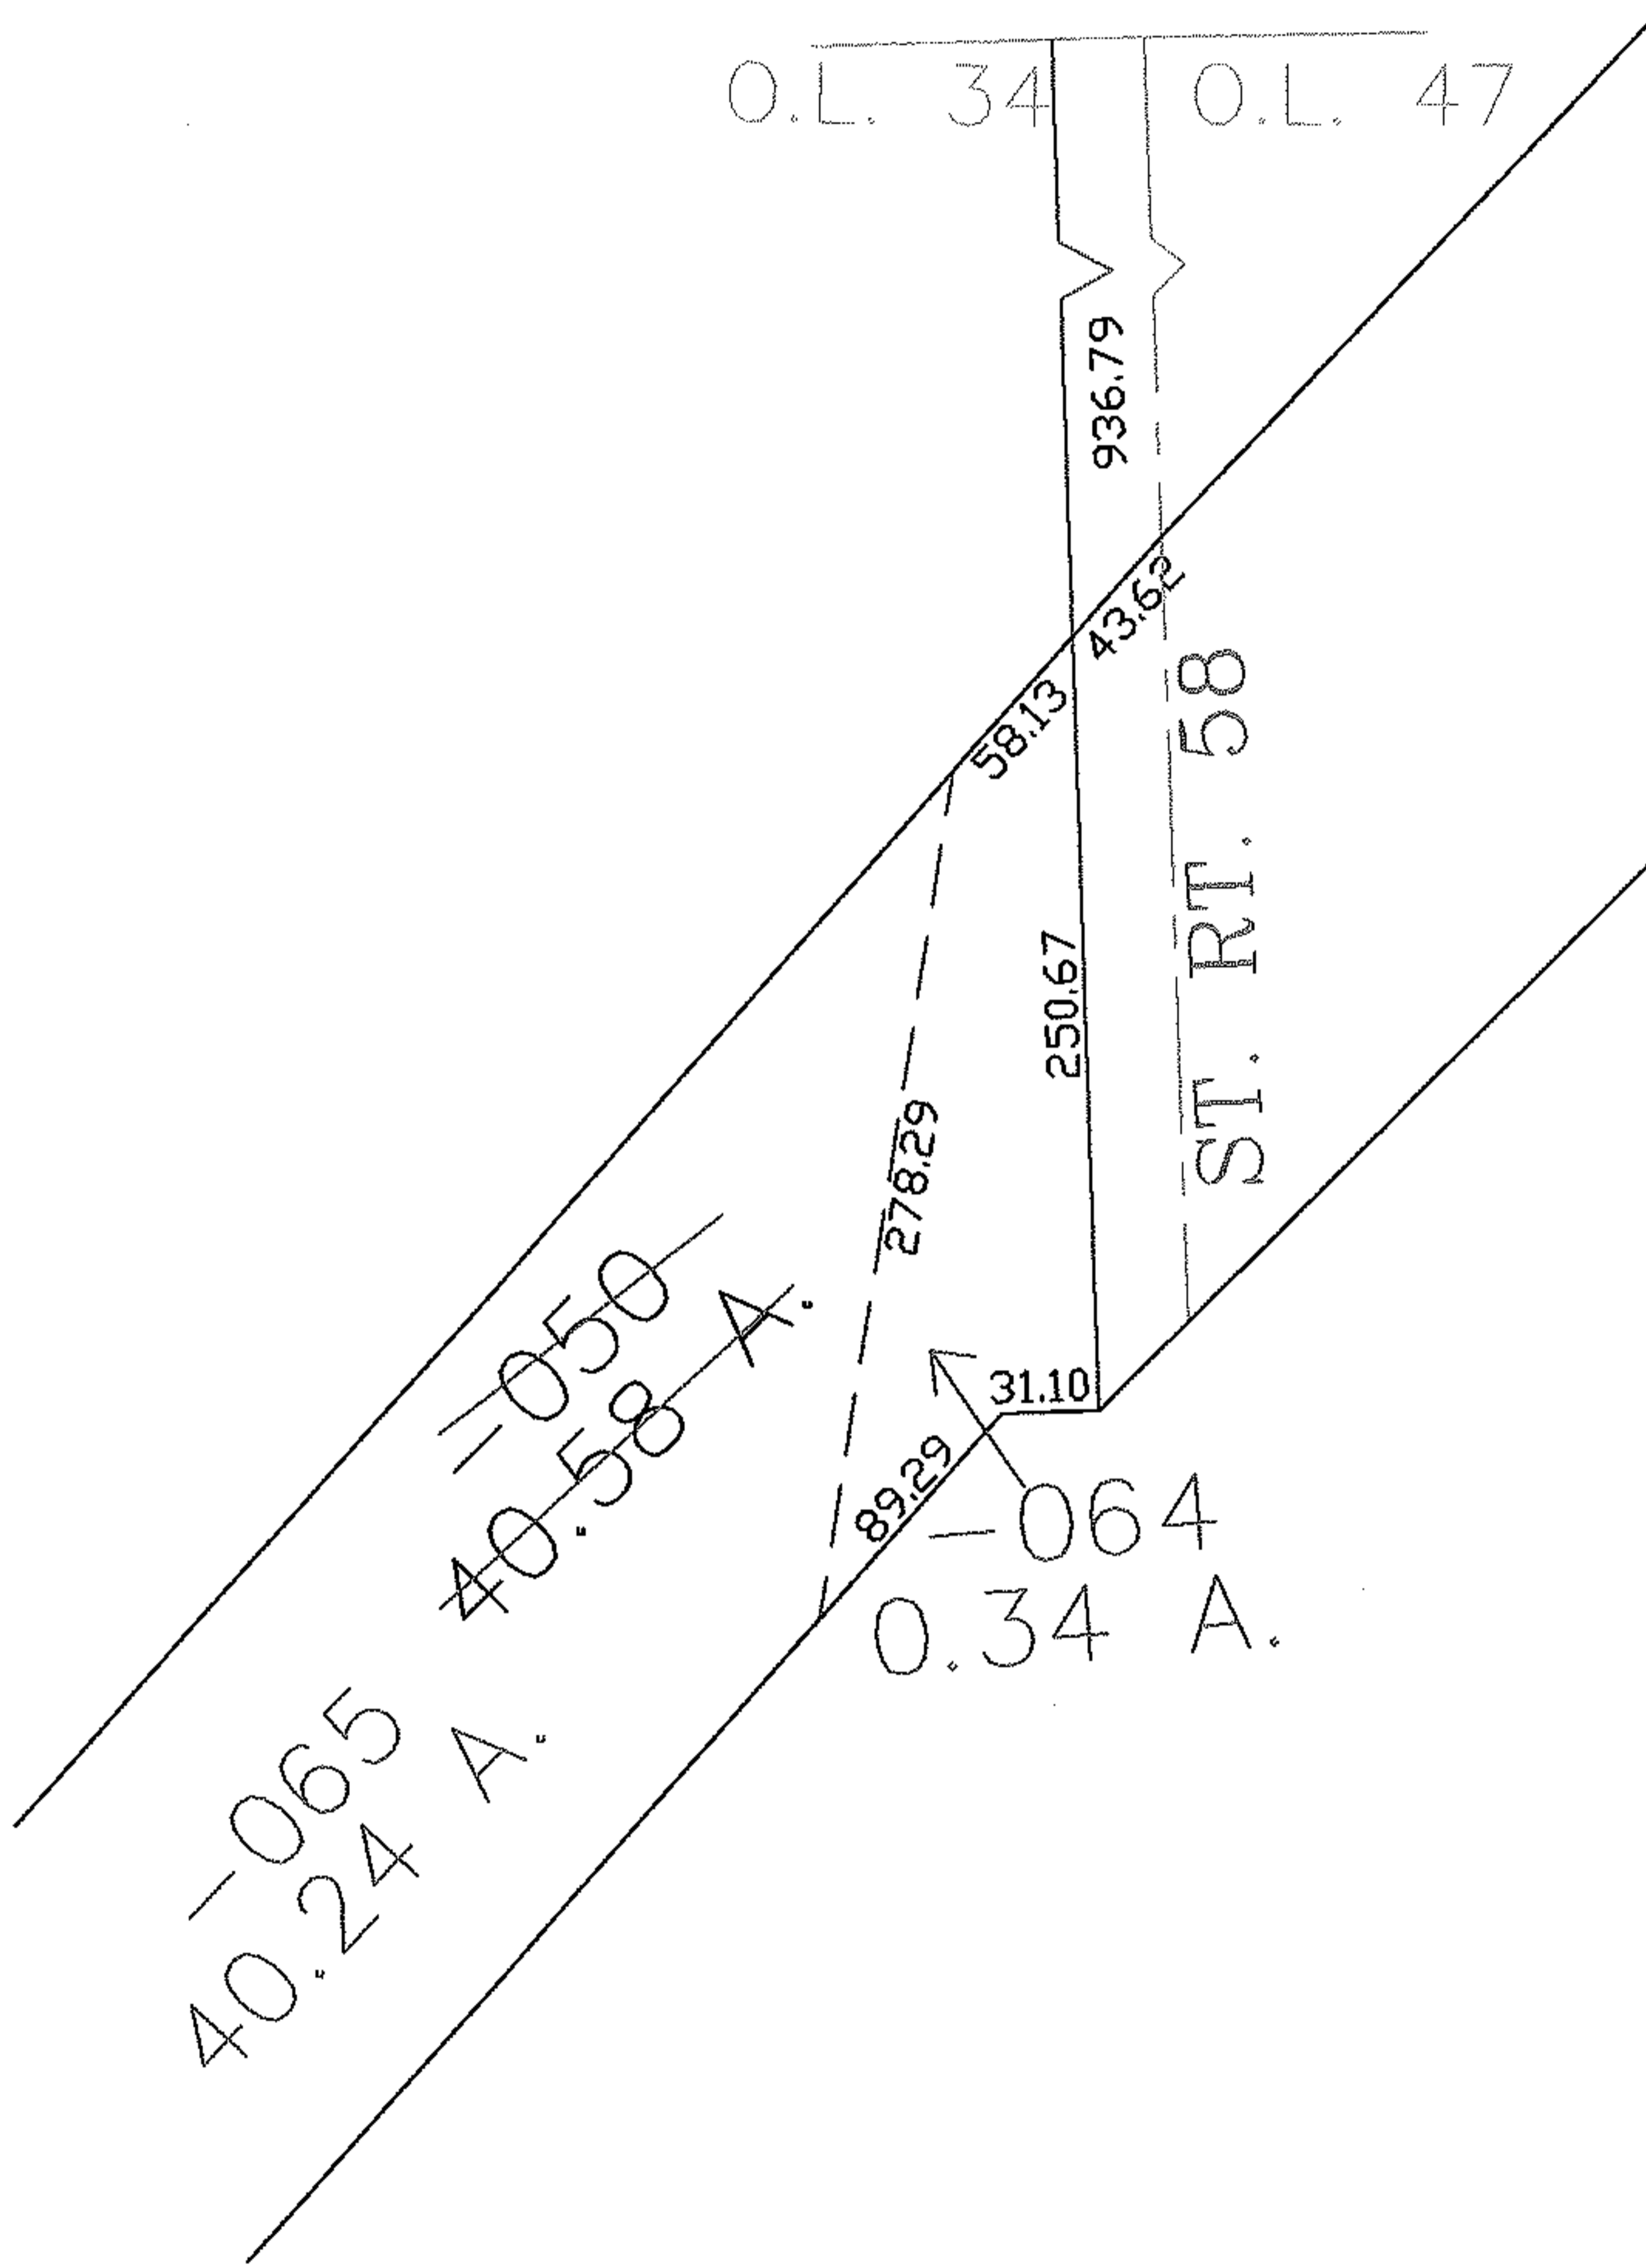 O.L. 34
O.L. 47
936.79
43.62
58.13
ST. RT. 58
250.67
278.29
-050
40.58 A.
31.10
89.29
-064
0.34 A.
-065
40.24 A.